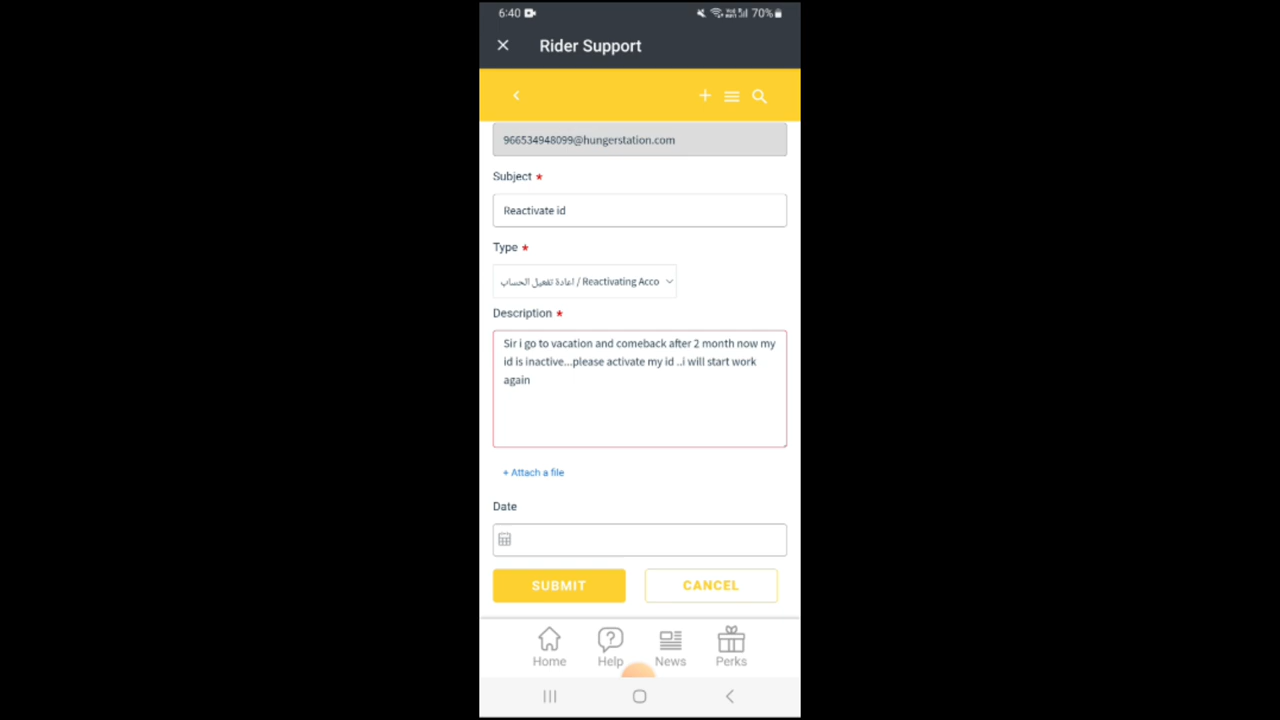 6:40 70%
Rider Support
966534948099@hungerstation.com
Subject *
Reactivate id
Type *
اعادة تفعيل الحساب / Reactivating Acco
Description *
Sir i go to vacation and comeback after 2 month now my
id is inactive...please activate my id ..i will start work
again
+ Attach a file
Date
SUBMIT CANCEL
Home Help News Perks